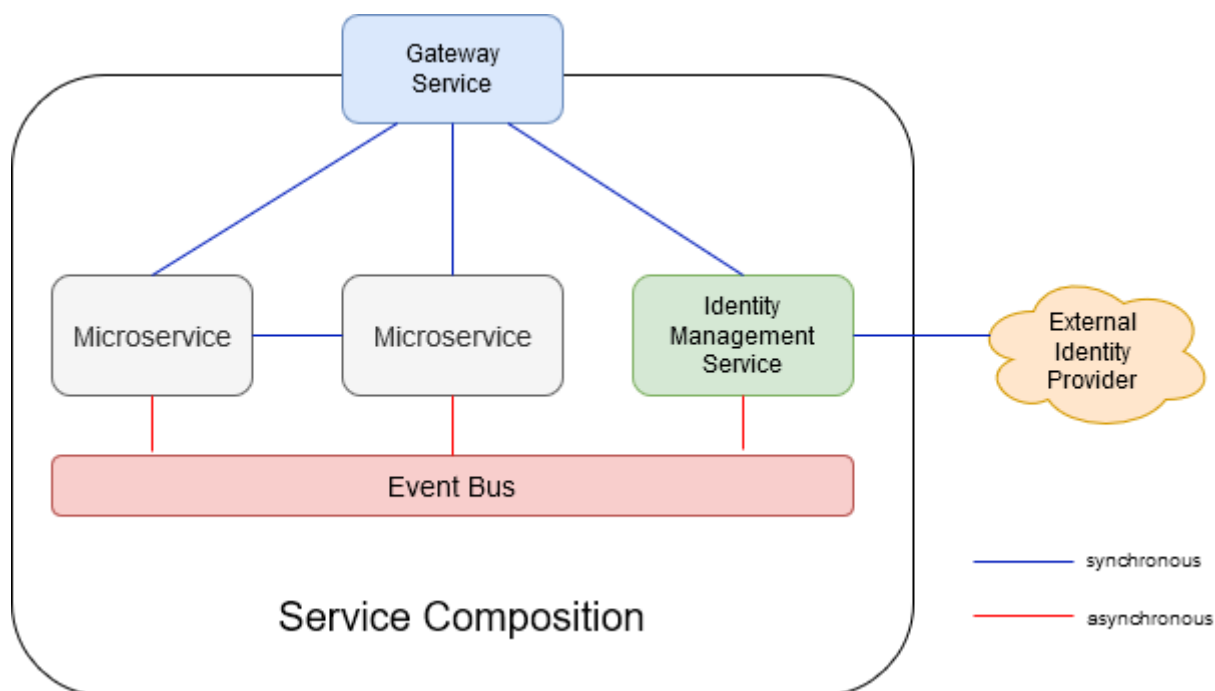 Gateway
Service
Microservice
Microservice
Identity
Management
Service
External
Identity
Provider
Event Bus
synchronous
asynchronous
Service Composition